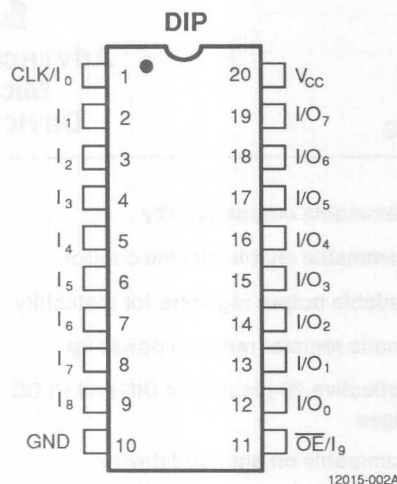 DIP
CLK/I₀ 1 20 V_CC
I₁ 2 19 I/O₇
I₂ 3 18 I/O₆
I₃ 4 17 I/O₅
I₄ 5 16 I/O₄
I₅ 6 15 I/O₃
I₆ 7 14 I/O₂
I₇ 8 13 I/O₁
I₈ 9 12 I/O₀
GND 10 11 O̅E̅/I₉
12015-002A